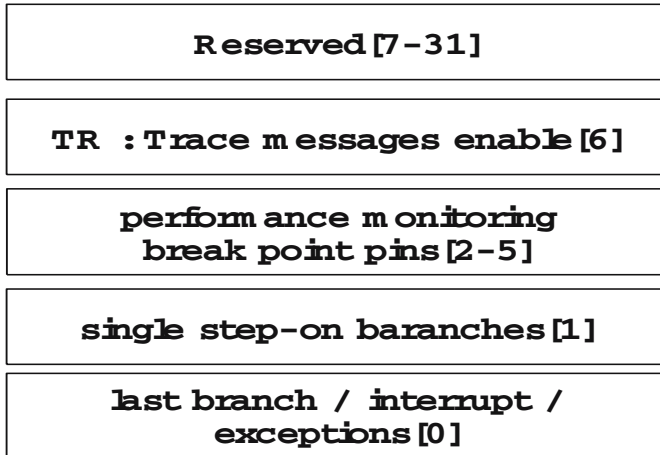 Reserved[7-31]
TR :Trace messages enable[6]
performance monitoring
break point pins[2-5]
single step-on baranches[1]
last branch / interrupt /
exceptions[0]